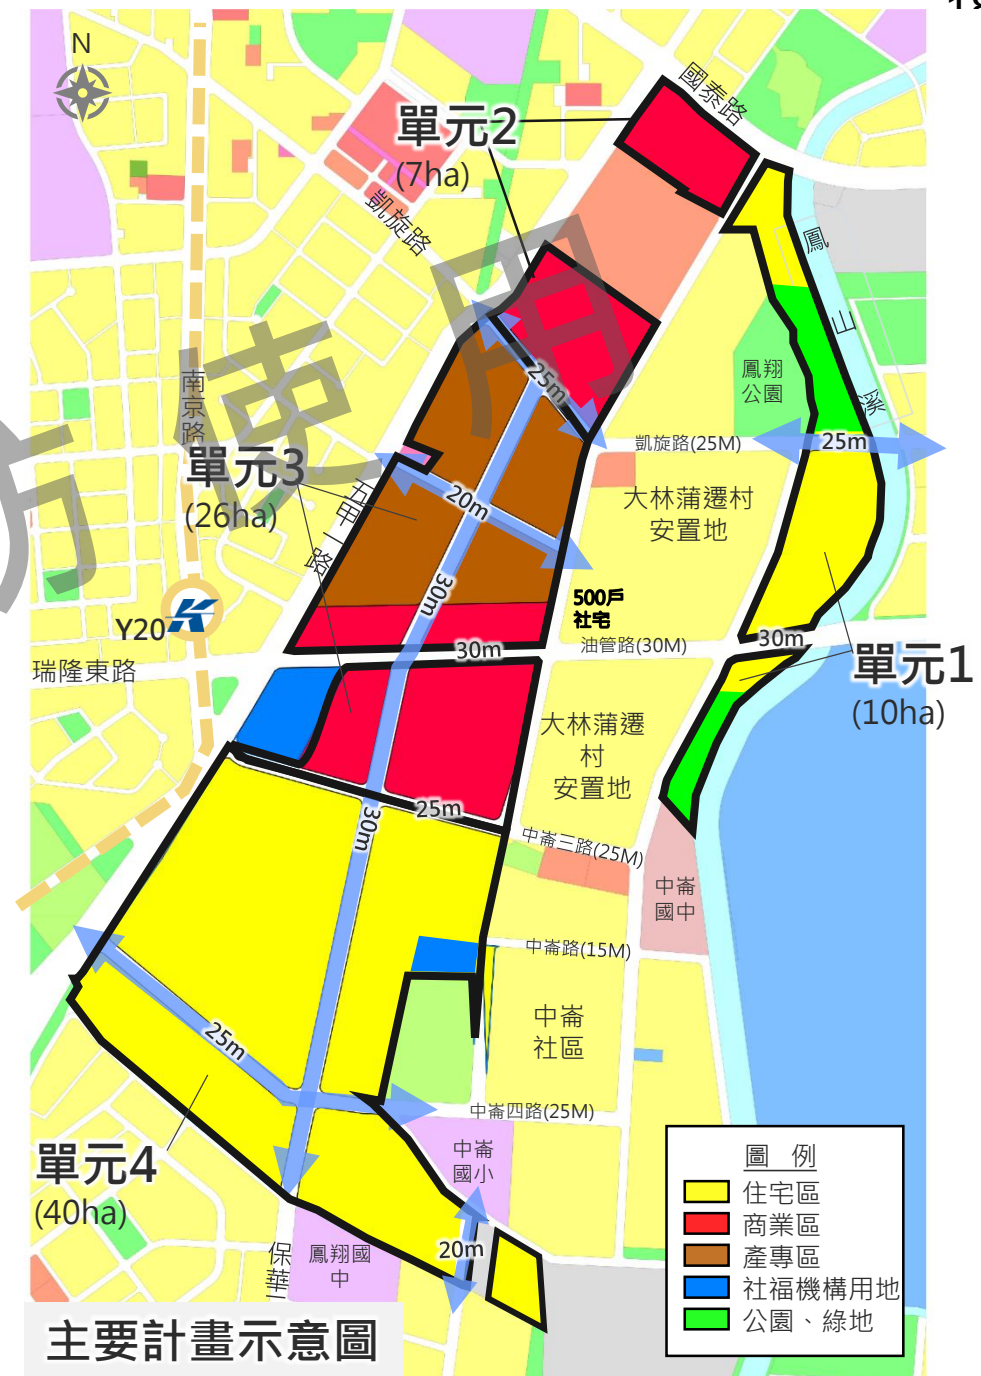 N
國泰路
單元2
(7ha)
凱旋路
鳳山溪
25m
鳳翔
公園
南京路
凱旋路(25M)
25m
單元3
(26ha)
五甲一路
20m
大林蒲遷村
安置地
30m
500戶
社宅
Y20
油管路(30M)
30m
30m
瑞隆東路
單元1
(10ha)
大林蒲遷
村
安置地
25m
30m
中崙三路(25M)
中崙
國中
中崙路(15M)
中崙
社區
25m
中崙四路(25M)
單元4
(40ha)
中崙
國小
20m
保華一
鳳翔國
中
圖 例
住宅區
商業區
產專區
社福機構用地
公園、綠地
主要計畫示意圖
使用